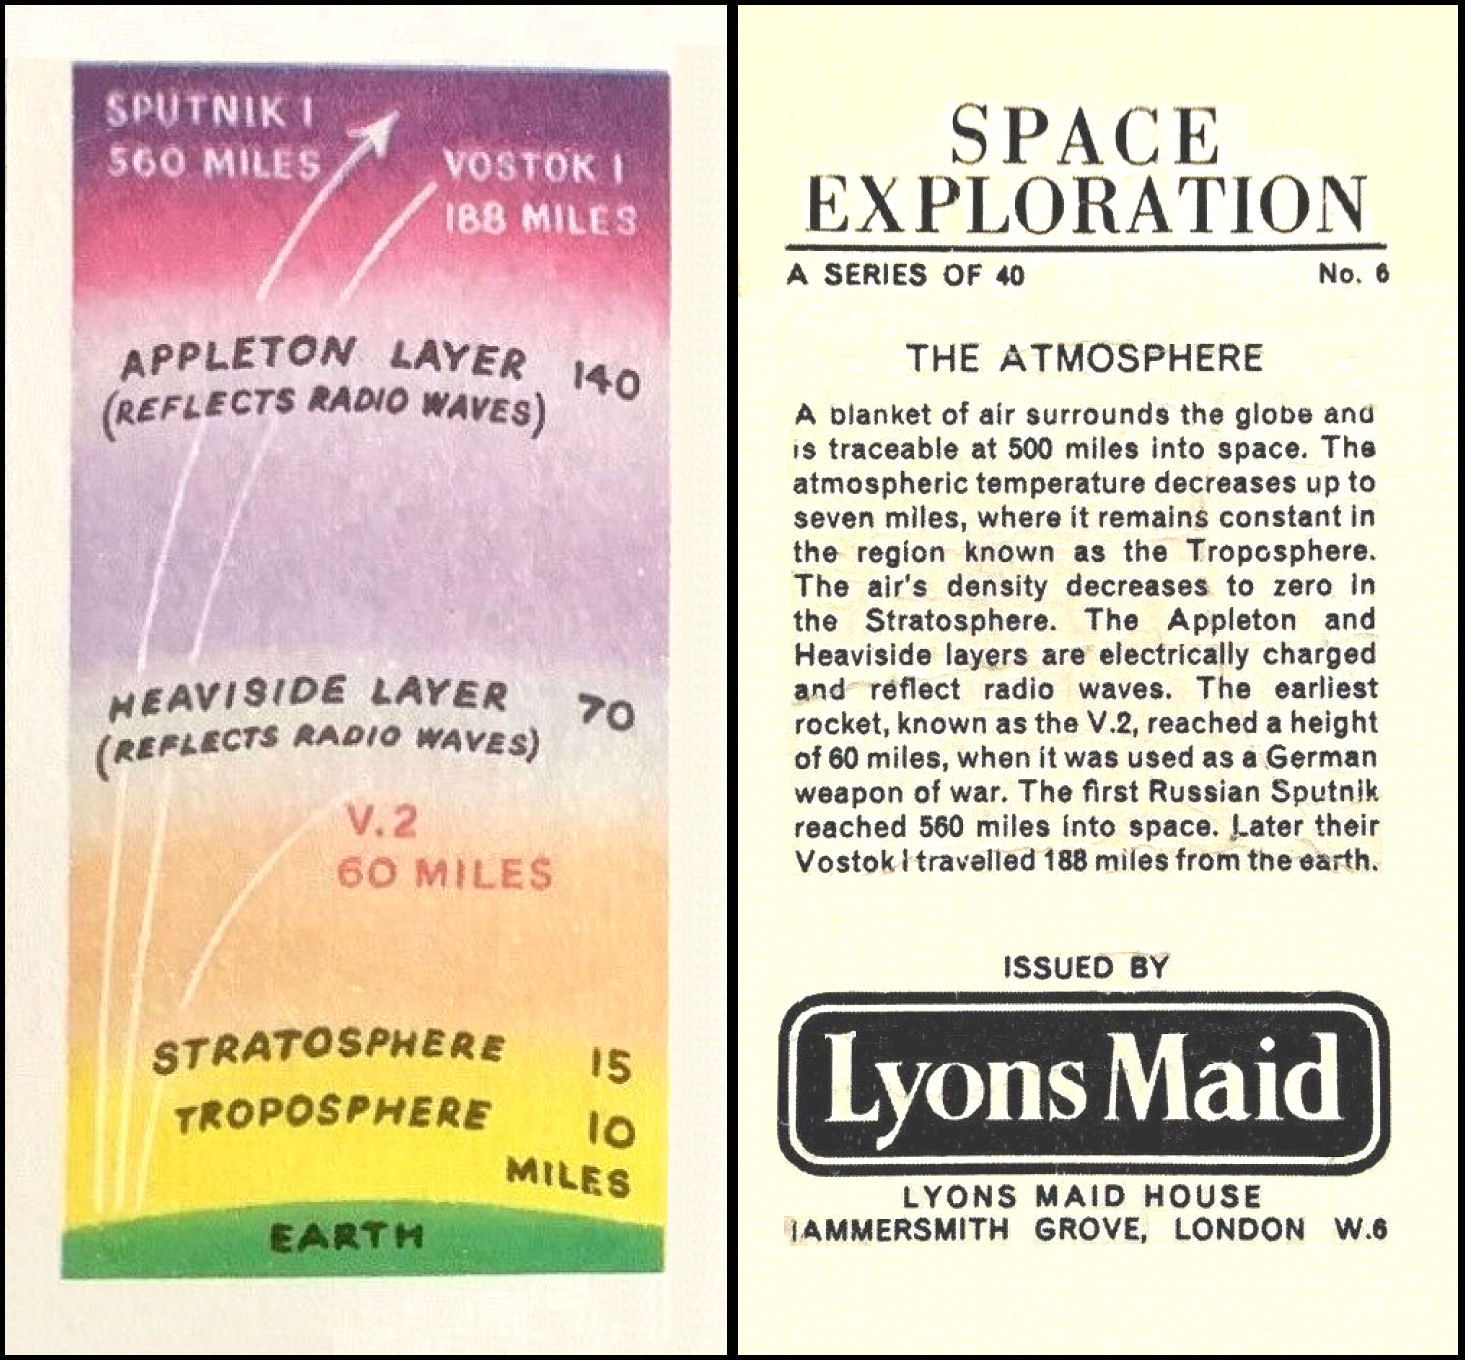 SPUTNIK I
560 MILES
VOSTOK I
188 MILES
APPLETON LAYER 140
(REFLECTS RADIO WAVES)
HEAVISIDE LAYER 70
(REFLECTS RADIO WAVES)
V.2
60 MILES
STRATOSPHERE 15
TROPOSPHERE 10
MILES
EARTH
SPACE
EXPLORATION
A SERIES OF 40 No. 6
THE ATMOSPHERE
A blanket of air surrounds the globe and
is traceable at 500 miles into space. The
atmospheric temperature decreases up to
seven miles, where it remains constant in
the region known as the Troposphere.
The air's density decreases to zero in
the Stratosphere. The Appleton and
Heaviside layers are electrically charged
and reflect radio waves. The earliest
rocket, known as the V.2, reached a height
of 60 miles, when it was used as a German
weapon of war. The first Russian Sputnik
reached 560 miles into space. Later their
Vostok I travelled 188 miles from the earth.
ISSUED BY
Lyons Maid
LYONS MAID HOUSE
HAMMERSMITH GROVE, LONDON W.6